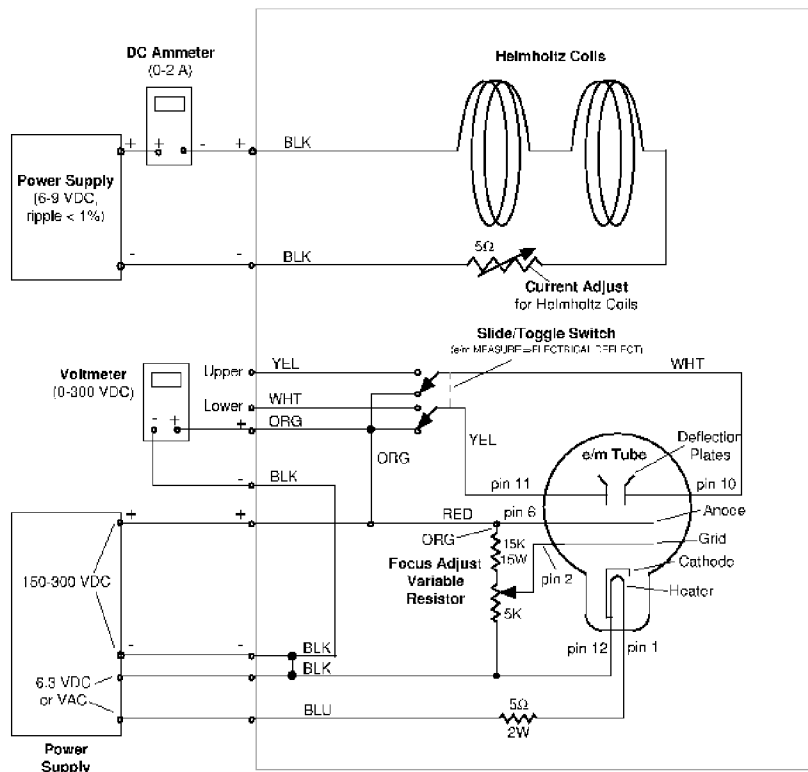 DC Ammeter
(0-2 A)
Helmholtz Coils
+
+
-
+
BLK
Power Supply
(6-9 VDC,
ripple < 1%)
-
-
BLK
5Ω
Current Adjust
for Helmholtz Coils
Slide/Toggle Switch
(e/m MEASURE=ELECTRICAL DEFLECT)
Voltmeter
(0-300 VDC)
Upper
YEL
WHT
Lower
WHT
-
+
+
ORG
YEL
ORG
e/m Tube
Deflection
Plates
-
BLK
pin 11
pin 10
+
+
RED
pin 6
Anode
ORG
15K
15W
Grid
Focus Adjust
Variable
Resistor
pin 2
Cathode
Heater
150-300 VDC
5K
-
-
BLK
pin 12
pin 1
6.3 VDC
or VAC
BLK
BLU
5Ω
2W
Power
Supply